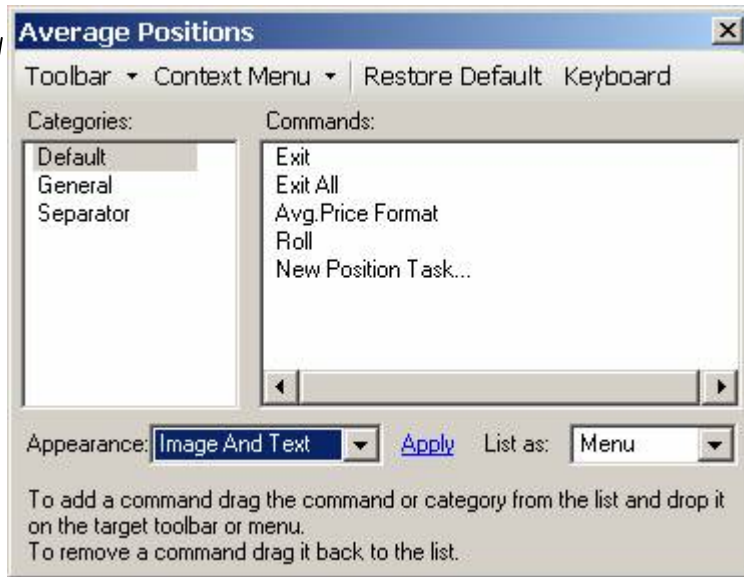 Average Positions
Toolbar Context Menu Restore Default Keyboard
Categories: Commands:
Default
General
Separator
Exit
Exit All
Avg.Price Format
Roll
New Position Task...
Appearance: Image And Text Apply List as: Menu
To add a command drag the command or category from the list and drop it
on the target toolbar or menu.
To remove a command drag it back to the list.